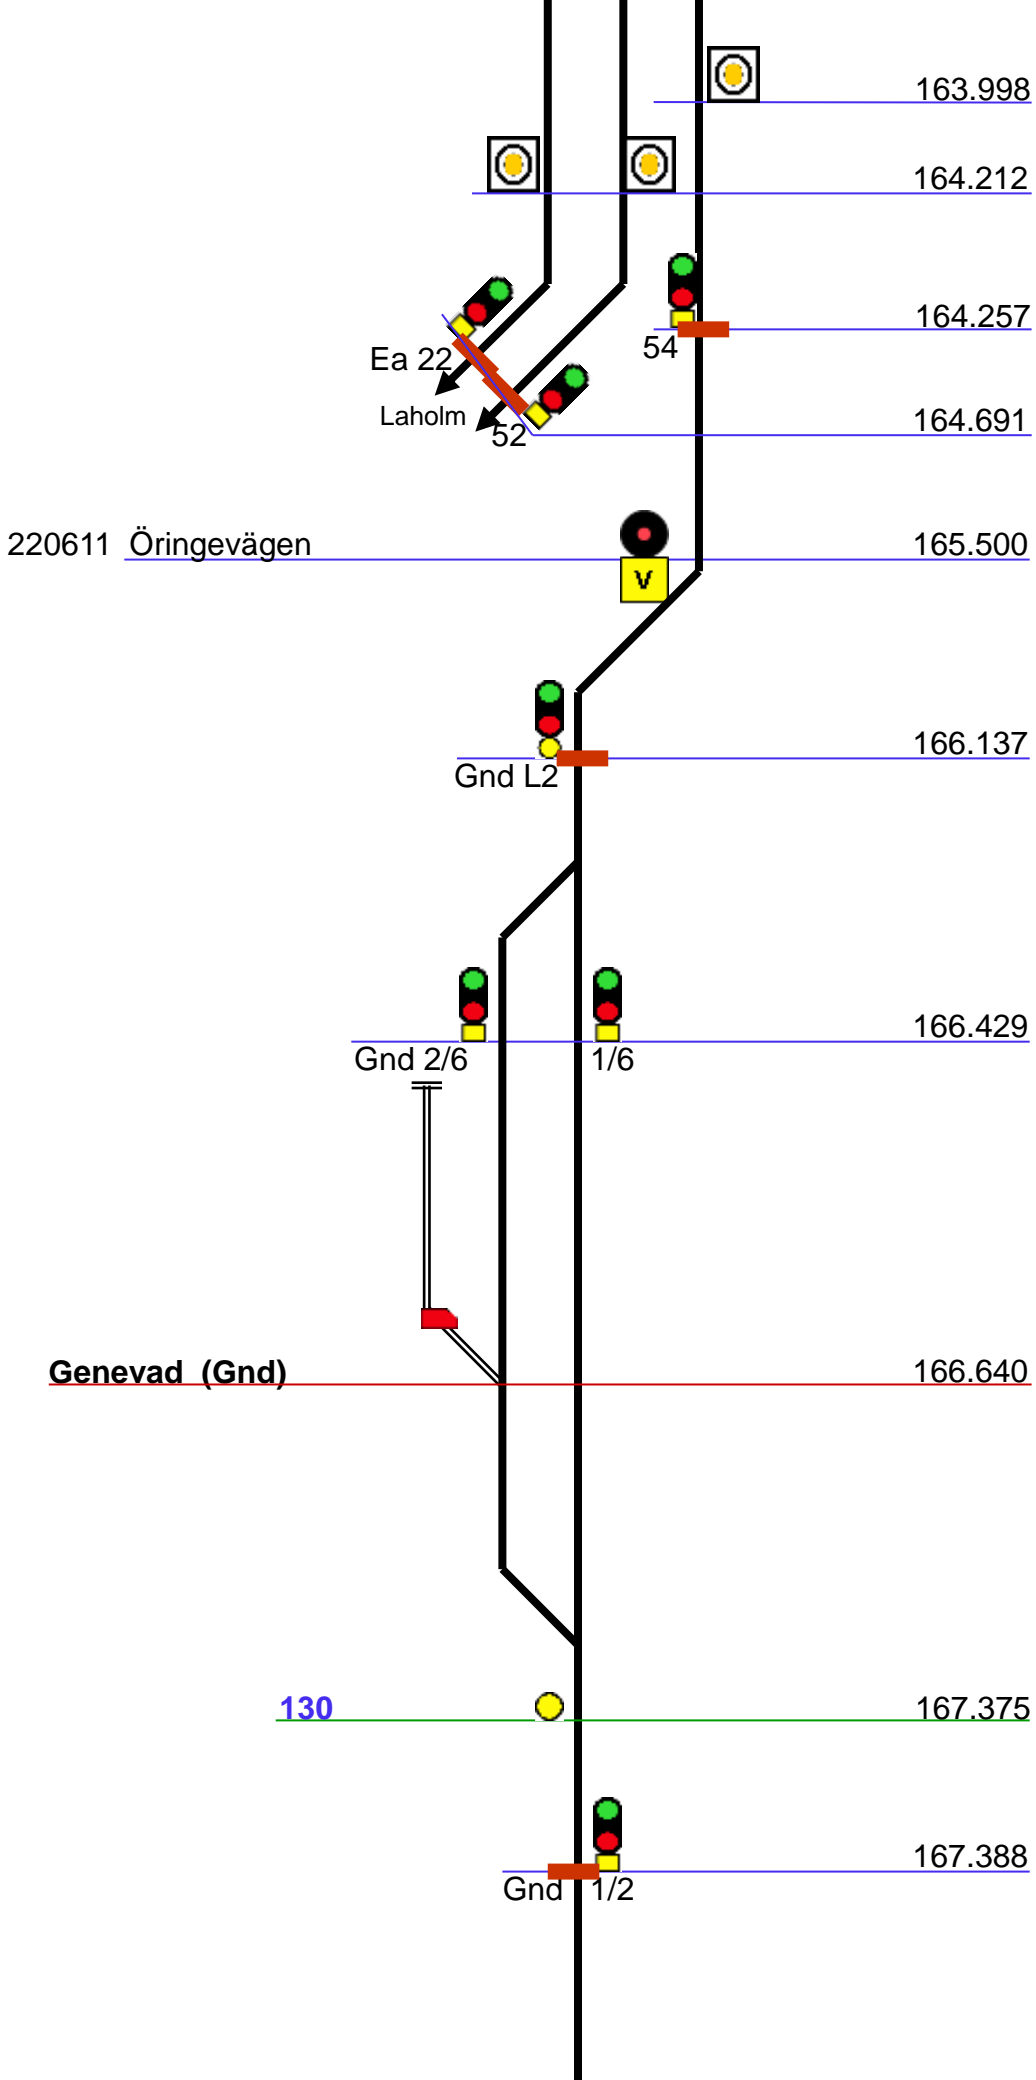 163.998
164.212
164.257
54
Ea 22
Laholm
52
164.691
220611 Öringevägen
165.500
V
166.137
Gnd L2
166.429
Gnd 2/6
1/6
Genevad (Gnd)
166.640
130
167.375
167.388
Gnd 1/2